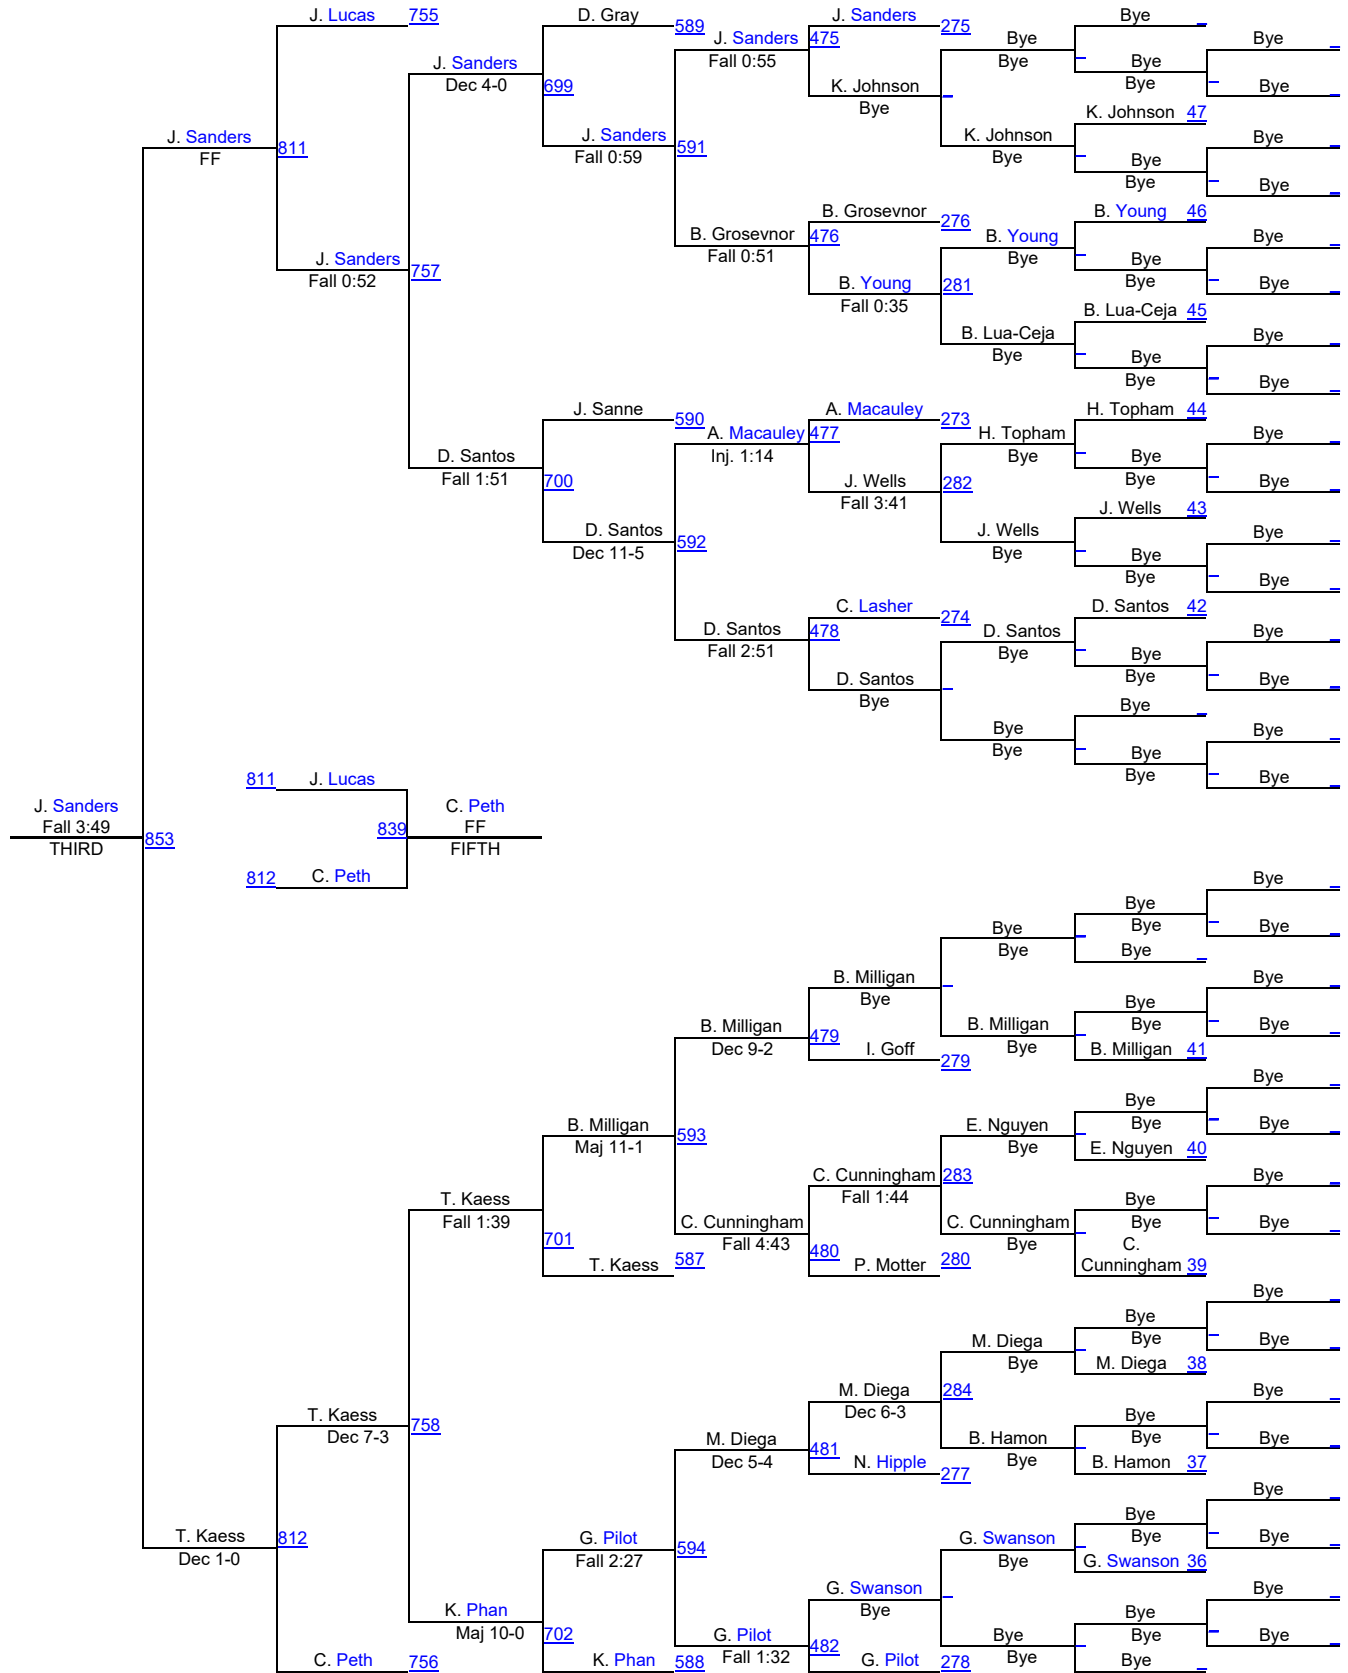 J. Lucas 755
D. Gray 589
J. Sanders 275
Bye
Bye
J. Sanders 475
Fall 0:55
Bye
Bye
Bye
Bye
Bye
J. Sanders
Dec 4-0
699
K. Johnson
Bye
K. Johnson 47
J. Sanders
FF
811
J. Sanders
Fall 0:59
591
K. Johnson
Bye
Bye
Bye
Bye
Bye
B. Grosevnor 276
B. Young 46
B. Grosevnor 476
Fall 0:51
B. Young
Bye
Bye
Bye
Bye
Bye
J. Sanders
Fall 0:52
757
B. Young
Fall 0:35
281
B. Lua-Ceja 45
B. Lua-Ceja
Bye
Bye
Bye
Bye
Bye
J. Sanne 590
A. Macauley 273
H. Topham 44
A. Macauley 477
Inj. 1:14
H. Topham
Bye
Bye
Bye
Bye
Bye
D. Santos
Fall 1:51
700
J. Wells
Fall 3:41
282
J. Wells 43
D. Santos
Dec 11-5
592
J. Wells
Bye
Bye
Bye
Bye
Bye
C. Lasher 274
D. Santos 42
D. Santos 478
Fall 2:51
D. Santos
Bye
Bye
Bye
Bye
Bye
D. Santos
Bye
Bye
Bye
Bye
Bye
Bye
Bye
Bye
811 J. Lucas
J. Sanders
Fall 3:49
THIRD
853
839
C. Peth
FF
FIFTH
812 C. Peth
Bye
Bye
Bye
Bye
Bye
Bye
Bye
B. Milligan
Bye
Bye
Bye
Bye
Bye
B. Milligan
Dec 9-2
479
B. Milligan
Bye
I. Goff 279
B. Milligan 41
Bye
Bye
Bye
Bye
B. Milligan
Maj 11-1
593
E. Nguyen
Bye
E. Nguyen 40
C. Cunningham 283
Fall 1:44
Bye
Bye
Bye
Bye
T. Kaess
Fall 1:39
C. Cunningham
Fall 4:43
C. Cunningham
Bye
701
T. Kaess 587
480
P. Motter 280
C.
Cunningham 39
Bye
Bye
Bye
Bye
M. Diega
Bye
M. Diega 38
M. Diega
Dec 6-3
284
Bye
Bye
Bye
Bye
T. Kaess
Dec 7-3
758
M. Diega
Dec 5-4
481
N. Hipple 277
B. Hamon
Bye
B. Hamon 37
Bye
Bye
Bye
Bye
T. Kaess
Dec 1-0
812
G. Pilot
Fall 2:27
594
G. Swanson
Bye
G. Swanson 36
G. Swanson
Bye
Bye
Bye
Bye
Bye
K. Phan
Maj 10-0
702
G. Pilot
Fall 1:32
482
Bye
Bye
C. Peth 756
K. Phan 588
G. Pilot 278
Bye